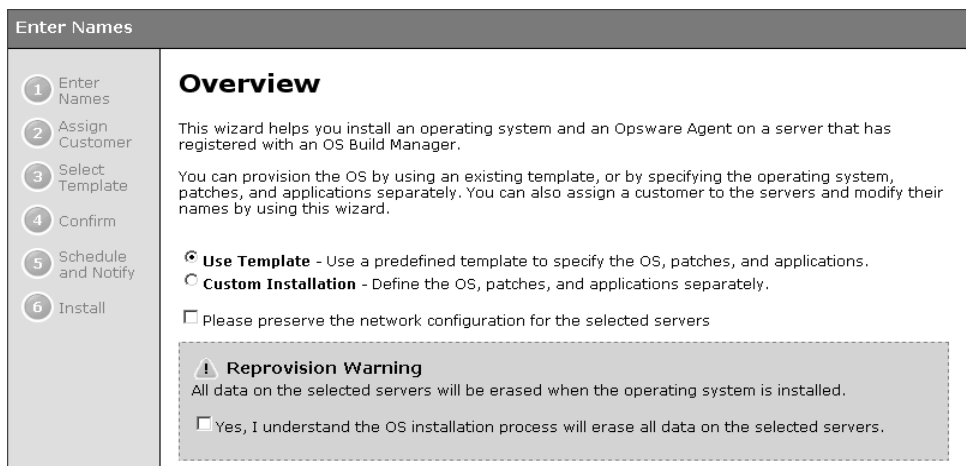 Enter Names
1 Enter
Names
2 Assign
Customer
3 Select
Template
4 Confirm
5 Schedule
and Notify
6 Install
Overview
This wizard helps you install an operating system and an Opsware Agent on a server that has
registered with an OS Build Manager.
You can provision the OS by using an existing template, or by specifying the operating system,
patches, and applications separately. You can also assign a customer to the servers and modify their
names by using this wizard.
Use Template - Use a predefined template to specify the OS, patches, and applications.
Custom Installation - Define the OS, patches, and applications separately.
Please preserve the network configuration for the selected servers
! Reprovision Warning
All data on the selected servers will be erased when the operating system is installed.
Yes, I understand the OS installation process will erase all data on the selected servers.